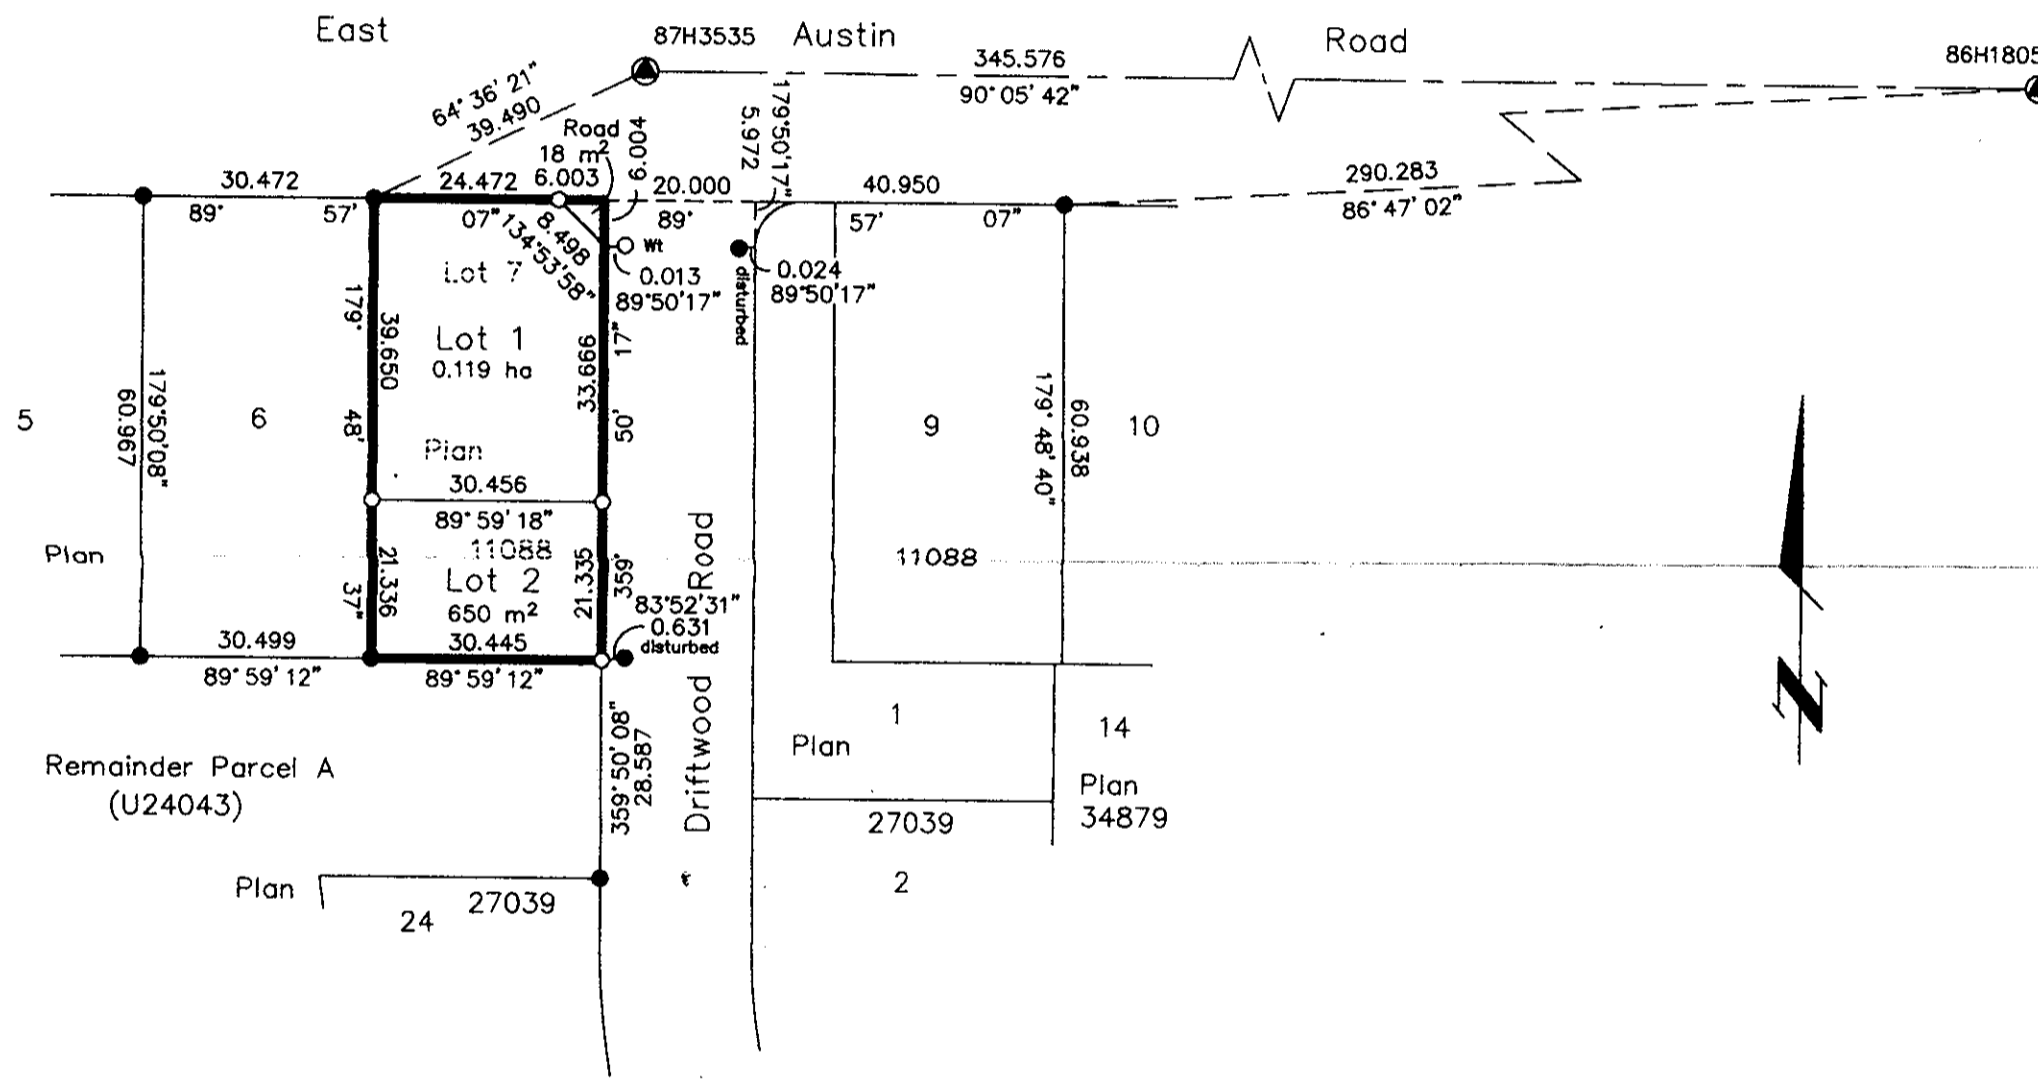 East
87H3535
Austin
Road
86H1805
345.576
90°05'42"
64°36'21"
39.490
Road
18 m²
6.004
5.972
179°50'17"
30.472
24.472
6.003
20.000
40.950
290.283
86°47'02"
89°
57'
07"
89°
57'
07"
8.498
134°53'58"
Wt
0.013
89°50'17"
0.024
89°50'17"
disturbed
Lot 7
Lot 1
0.119 ha
179°
48'
37"
39.650
33.666
17"
50'
359'
5
60.967
179°50'08"
6
9
179°48'40"
60.938
10
Plan
30.456
89°59'18"
Plan
11088
11088
Lot 2
650 m²
21.336
21.335
83°52'31"
0.631
disturbed
30.499
89°59'12"
30.445
89°59'12"
Driftwood Road
359°50'08"
28.587
1
Plan
14
Plan
34879
27039
Remainder Parcel A
(U24043)
Plan
24
27039
2
N